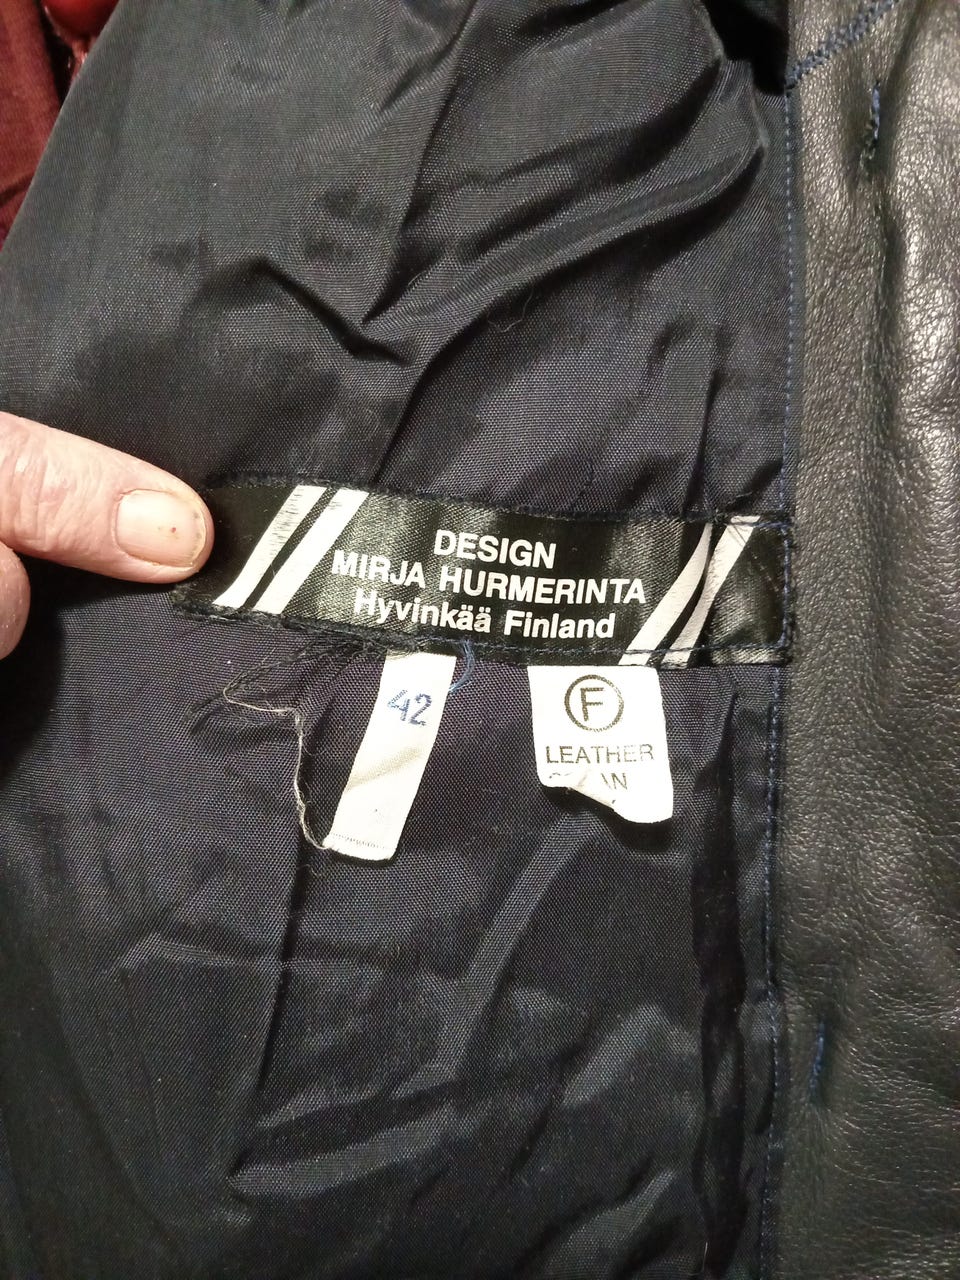 DESIGN
MIRJA HURMERINTA
Hyvinkää Finland
42
F
LEATHER